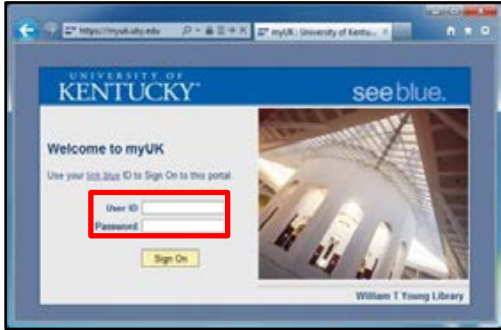 https://myuk.uky.edu
myUK: University of Kentu...
UNIVERSITY OF
KENTUCKY
see blue.
Welcome to myUK
Use your link blue ID to Sign On to this portal.
User ID
Password
Sign On
William T Young Library